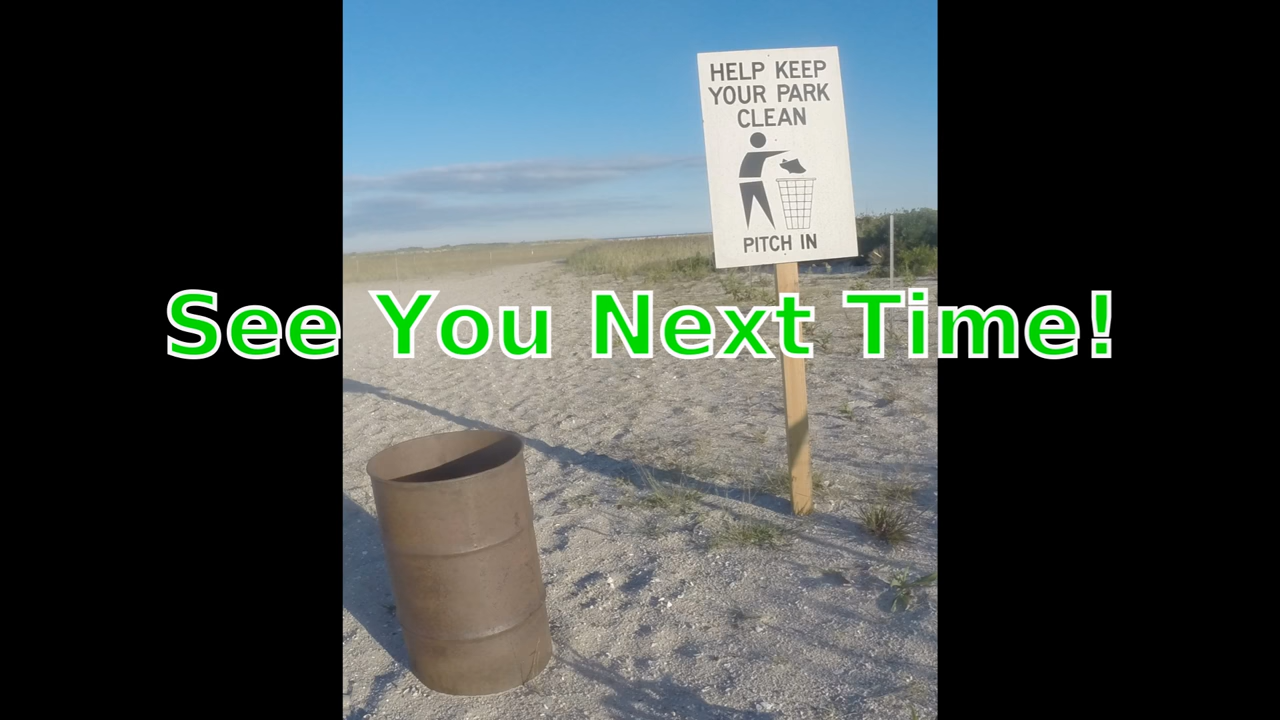 HELP KEEP
YOUR PARK
CLEAN
PITCH IN
See You Next Time!